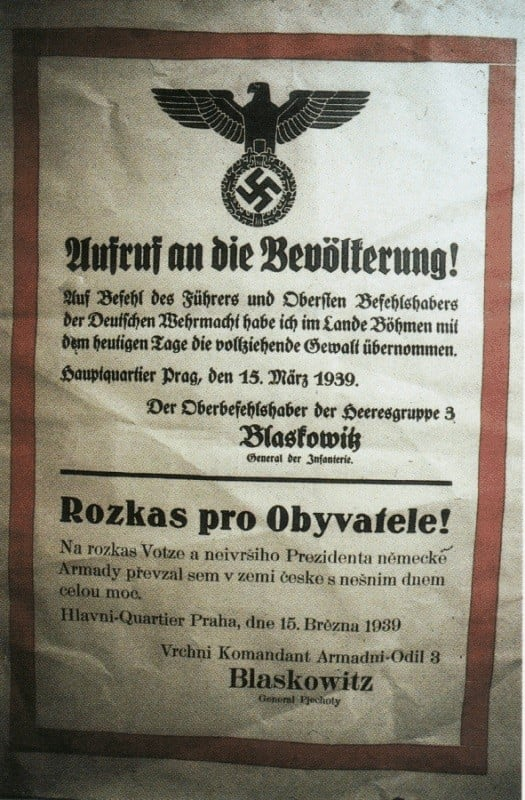 Aufruf an die Bevölkerung!
Auf Befehl des Führers und Obersten Befehlshabers
der Deutschen Wehrmacht habe ich im Lande Böhmen mit
dem heutigen Tage die vollziehende Gewalt übernommen.
Hauptquartier Prag, den 15. März 1939.
Der Oberbefehlshaber der Heeresgruppe 3
Blaskowitz
General der Infanterie.
Rozkas pro Obyvatele!
Na rozkas Votze a neivršiho Prezidenta německé
Armady převzal sem v zemi česke s nešnim dnem
celou moc.
Hlavni-Quartier Praha, dne 15. Března 1939
Vrchni Komandant Armadni-Odil 3
Blaskowitz
General Pjechoty